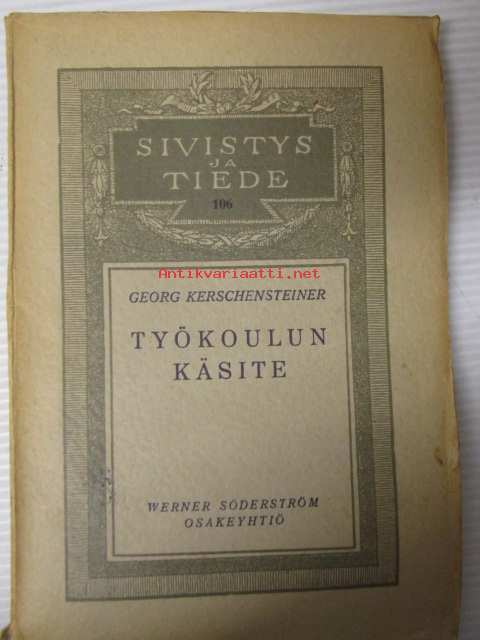 SIVISTYS
JA
TIEDE
106
Antikvariaatti.net
GEORG KERSCHENSTEINER
TYÖKOULUN
KÄSITE
WERNER SÖDERSTRÖM
OSAKEYHTIÖ